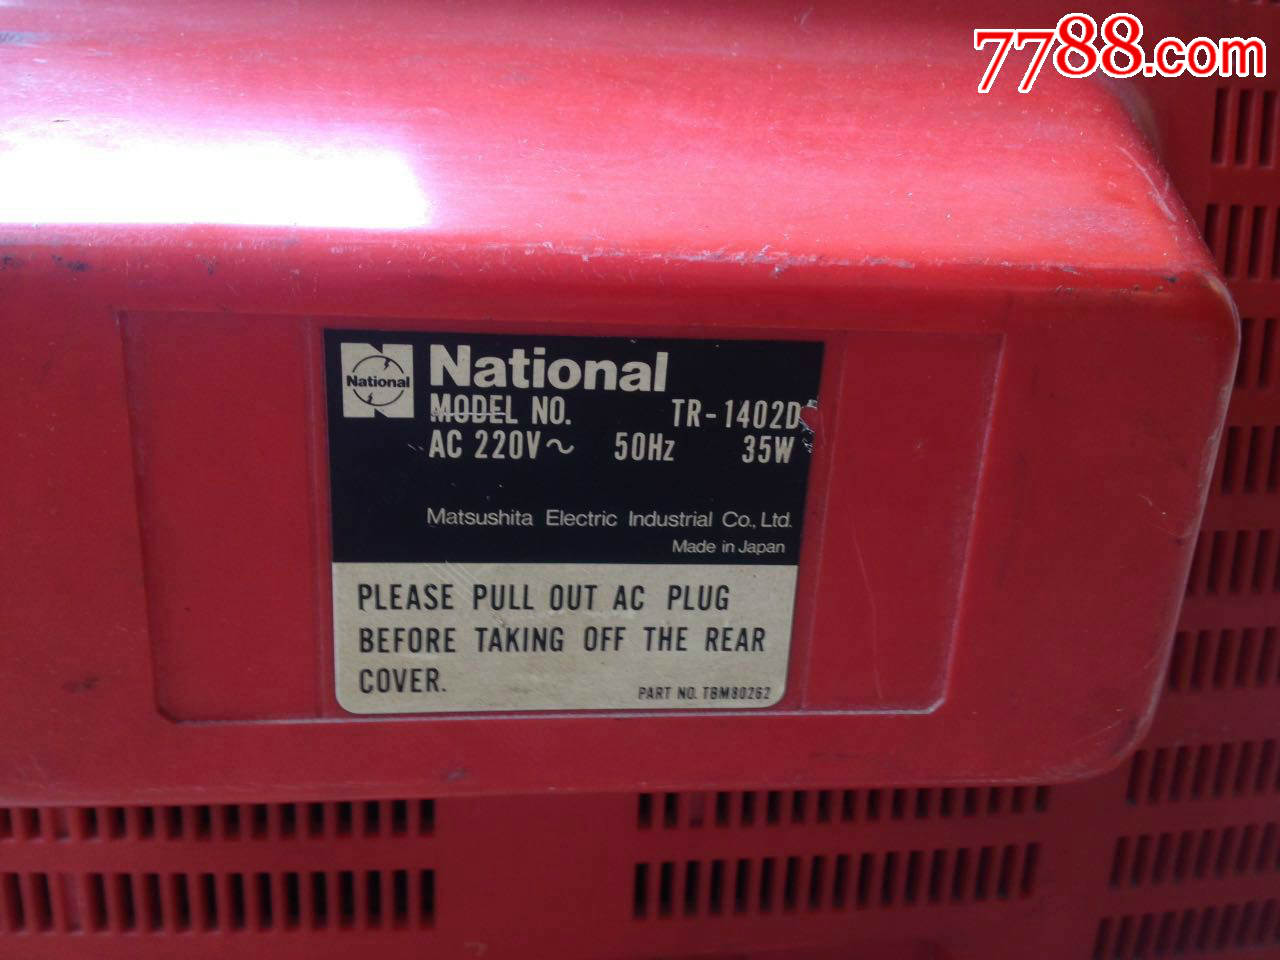 7788.com
National
National
MODEL NO. TR-1402D
AC 220V~ 50Hz 35W
Matsushita Electric Industrial Co., Ltd.
Made in Japan
PLEASE PULL OUT AC PLUG
BEFORE TAKING OFF THE REAR
COVER.
PART NO. TBM80262